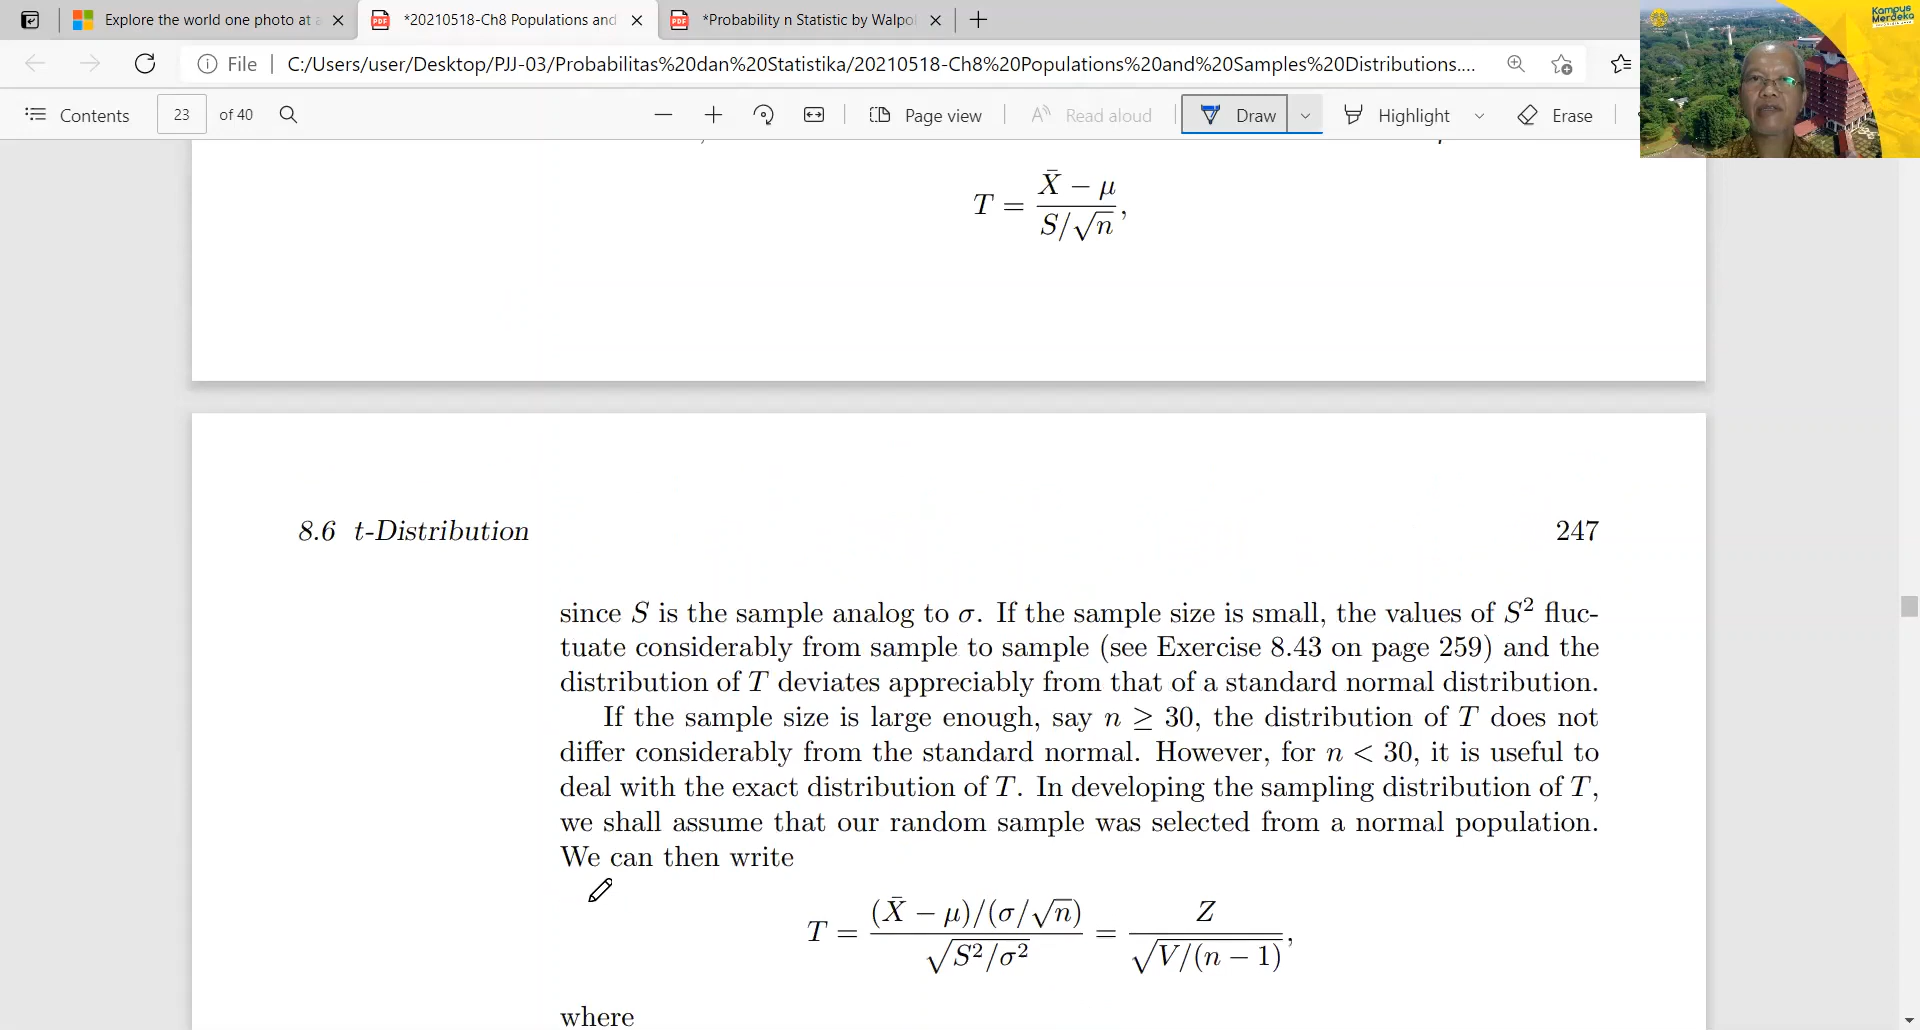 Explore the world one photo at a
*20210518-Ch8 Populations and
*Probability n Statistic by Walpol
File
C:/Users/user/Desktop/PJJ-03/Probabilitas%20dan%20Statistika/20210518-Ch8%20Populations%20and%20Samples%20Distributions....
Kampus
Merdeka
Contents
23
of 40
Page view
Read aloud
Draw
Highlight
Erase
T = (X̄ − μ) / (S/√n),
8.6 t-Distribution
247
since S is the sample analog to σ. If the sample size is small, the values of S² fluc-
tuate considerably from sample to sample (see Exercise 8.43 on page 259) and the
distribution of T deviates appreciably from that of a standard normal distribution.
If the sample size is large enough, say n ≥ 30, the distribution of T does not
differ considerably from the standard normal. However, for n < 30, it is useful to
deal with the exact distribution of T. In developing the sampling distribution of T,
we shall assume that our random sample was selected from a normal population.
We can then write
T = ((X̄ − μ)/(σ/√n)) / √(S²/σ²) = Z / √(V/(n − 1)),
where